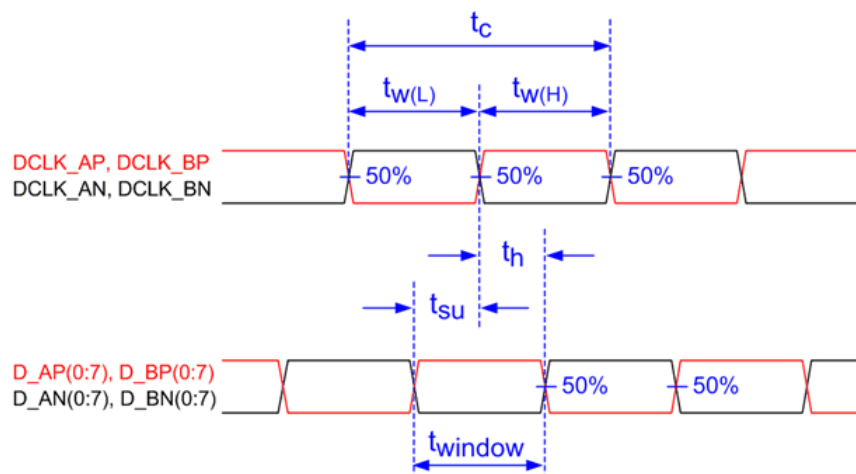 tc
tw(L) tw(H)
DCLK_AP, DCLK_BP
DCLK_AN, DCLK_BN
50% 50% 50%
th
tsu
D_AP(0:7), D_BP(0:7)
D_AN(0:7), D_BN(0:7)
50% 50%
twindow